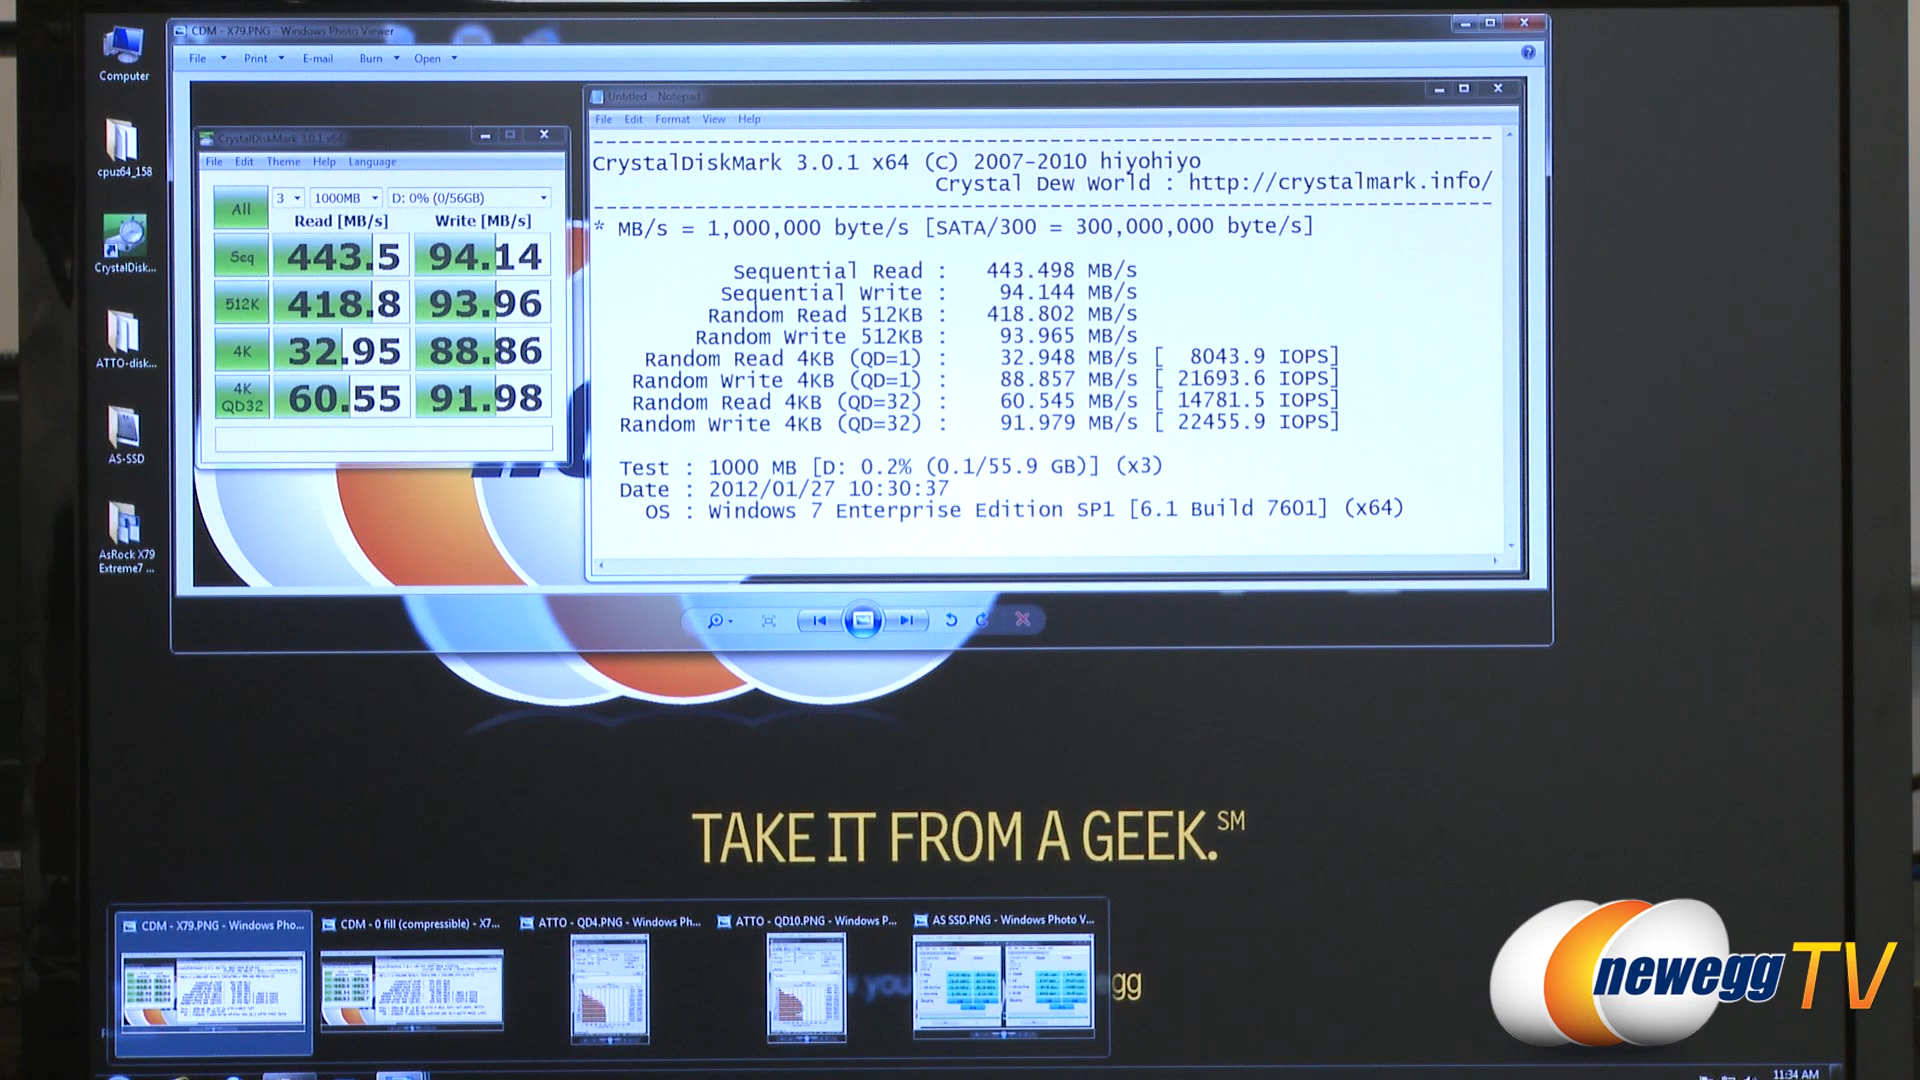 CDM - X79.PNG - Windows Photo Viewer
File Print E-mail Burn Open
Computer
cpuz64_158
CrystalDisk...
ATTO-disk...
AS-SSD
AsRock X79
Extreme7 ...
CrystalDiskMark 3.0.1 x64
File Edit Theme Help Language
All 3 1000MB D: 0% (0/56GB)
Read [MB/s] Write [MB/s]
Seq 443.5 94.14
512K 418.8 93.96
4K 32.95 88.86
4K
QD32 60.55 91.98
Untitled - Notepad
File Edit Format View Help
CrystalDiskMark 3.0.1 x64 (C) 2007-2010 hiyohiyo
Crystal Dew World : http://crystalmark.info/
* MB/s = 1,000,000 byte/s [SATA/300 = 300,000,000 byte/s]
Sequential Read : 443.498 MB/s
Sequential Write : 94.144 MB/s
Random Read 512KB : 418.802 MB/s
Random Write 512KB : 93.965 MB/s
Random Read 4KB (QD=1) : 32.948 MB/s [ 8043.9 IOPS]
Random Write 4KB (QD=1) : 88.857 MB/s [ 21693.6 IOPS]
Random Read 4KB (QD=32) : 60.545 MB/s [ 14781.5 IOPS]
Random Write 4KB (QD=32) : 91.979 MB/s [ 22455.9 IOPS]
Test : 1000 MB [D: 0.2% (0.1/55.9 GB)] (x3)
Date : 2012/01/27 10:30:37
OS : Windows 7 Enterprise Edition SP1 [6.1 Build 7601] (x64)
TAKE IT FROM A GEEK.SM
CDM - X79.PNG - Windows Pho...
CDM - 0 fill (compressible) - X7...
ATTO - QD4.PNG - Windows Ph...
ATTO - QD10.PNG - Windows P...
AS SSD.PNG - Windows Photo V...
newegg TV
11:34 AM